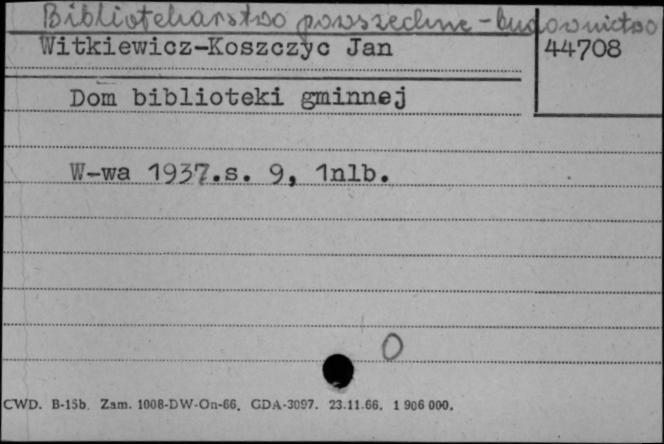 Bibliotekarstwo powszechne - budownictwo
Witkiewicz-Koszczyc Jan
44708
Dom biblioteki gminnej
W-wa 1937.s. 9, 1nlb.
O
CWD. B-15b. Zam. 1008-DW-On-66. GDA-3097. 23.11.66. 1 906 000.